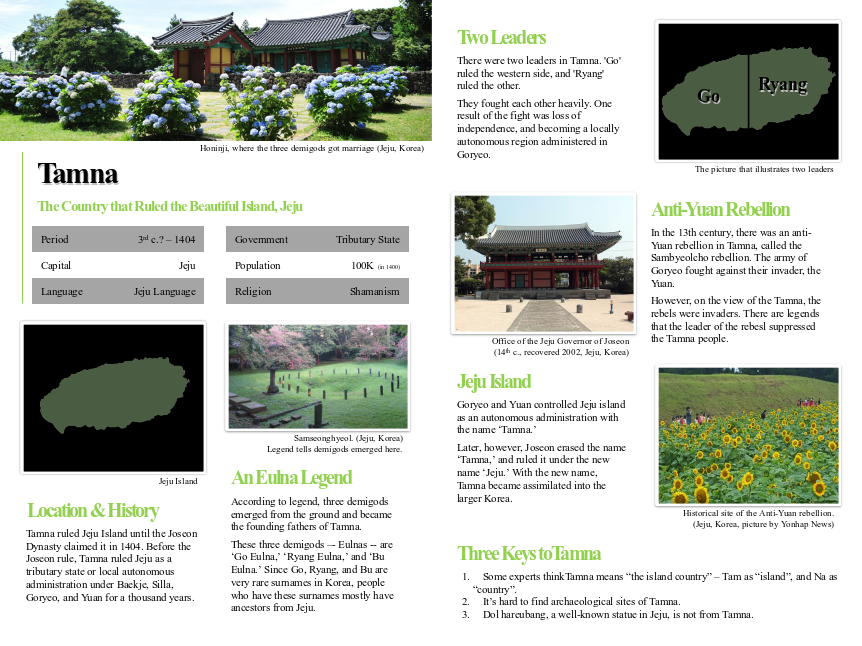 Honinji, where the three demigods got marriage (Jeju, Korea)
Tamna
The Country that Ruled the Beautiful Island, Jeju
Period 3rd c.? – 1404
Capital Jeju
Language Jeju Language
Government Tributary State
Population 100K (in 1400)
Religion Shamanism
Jeju Island
Location & History
Tamna ruled Jeju Island until the Joseon
Dynasty claimed it in 1404. Before the
Joseon rule, Tamna ruled Jeju as a
tributary state or local autonomous
administration under Baekje, Silla,
Goryeo, and Yuan for a thousand years.
Samseonghyeol. (Jeju, Korea)
Legend tells demigods emerged here.
An Eulna Legend
According to legend, three demigods
emerged from the ground and became
the founding fathers of Tamna.
These three demigods –- Eulnas -- are
‘Go Eulna,’ ‘Ryang Eulna,’ and ‘Bu
Eulna.’ Since Go, Ryang, and Bu are
very rare surnames in Korea, people
who have these surnames mostly have
ancestors from Jeju.
Two Leaders
There were two leaders in Tamna. 'Go'
ruled the western side, and 'Ryang'
ruled the other.
They fought each other heavily. One
result of the fight was loss of
independence, and becoming a locally
autonomous region administered in
Goryeo.
Go
Ryang
The picture that illustrates two leaders
Office of the Jeju Governor of Joseon
(14th c., recovered 2002, Jeju, Korea)
Anti-Yuan Rebellion
In the 13th century, there was an anti-
Yuan rebellion in Tamna, called the
Sambyeolcho rebellion. The army of
Goryeo fought against their invader, the
Yuan.
However, on the view of the Tamna, the
rebels were invaders. There are legends
that the leader of the rebesl suppressed
the Tamna people.
Jeju Island
Goryeo and Yuan controlled Jeju island
as an autonomous administration with
the name ‘Tamna.’
Later, however, Joseon erased the name
‘Tamna,’ and ruled it under the new
name ‘Jeju.’ With the new name,
Tamna became assimilated into the
larger Korea.
Historical site of the Anti-Yuan rebellion.
(Jeju, Korea, picture by Yonhap News)
Three Keys toTamna
1. Some experts thinkTamna means “the island country” – Tam as “island”, and Na as
“country”.
2. It’s hard to find archaeological sites of Tamna.
3. Dol hareubang, a well-known statue in Jeju, is not from Tamna.